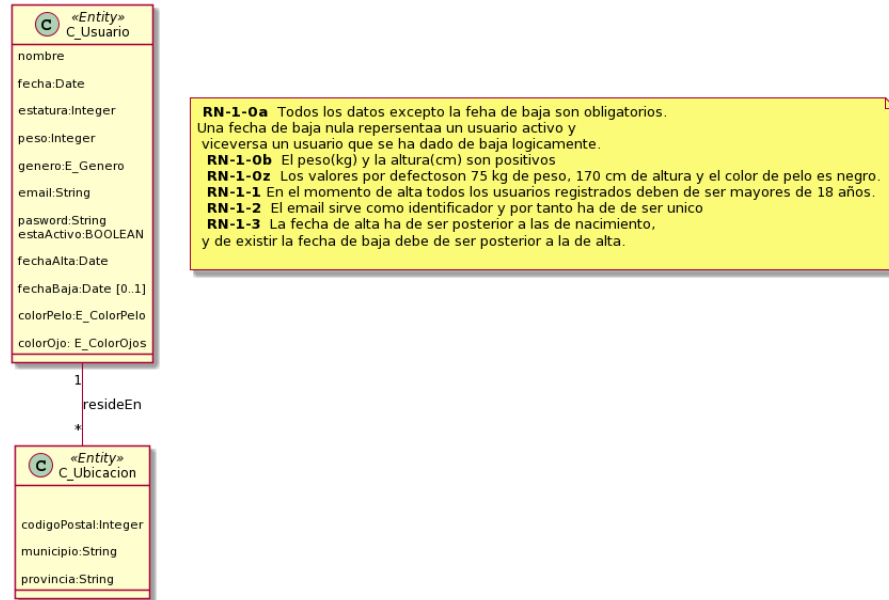 C «Entity»
C_Usuario
nombre
fecha:Date
estatura:Integer
peso:Integer
genero:E_Genero
email:String
pasword:String
estaActivo:BOOLEAN
fechaAlta:Date
fechaBaja:Date [0..1]
colorPelo:E_ColorPelo
colorOjo: E_ColorOjos
RN-1-0a Todos los datos excepto la feha de baja son obligatorios.
Una fecha de baja nula repersentaa un usuario activo y
viceversa un usuario que se ha dado de baja logicamente.
RN-1-0b El peso(kg) y la altura(cm) son positivos
RN-1-0z Los valores por defectoson 75 kg de peso, 170 cm de altura y el color de pelo es negro.
RN-1-1 En el momento de alta todos los usuarios registrados deben de ser mayores de 18 años.
RN-1-2 El email sirve como identificador y por tanto ha de de ser unico
RN-1-3 La fecha de alta ha de ser posterior a las de nacimiento,
y de existir la fecha de baja debe de ser posterior a la de alta.
1
resideEn
*
C «Entity»
C_Ubicacion
codigoPostal:Integer
municipio:String
provincia:String